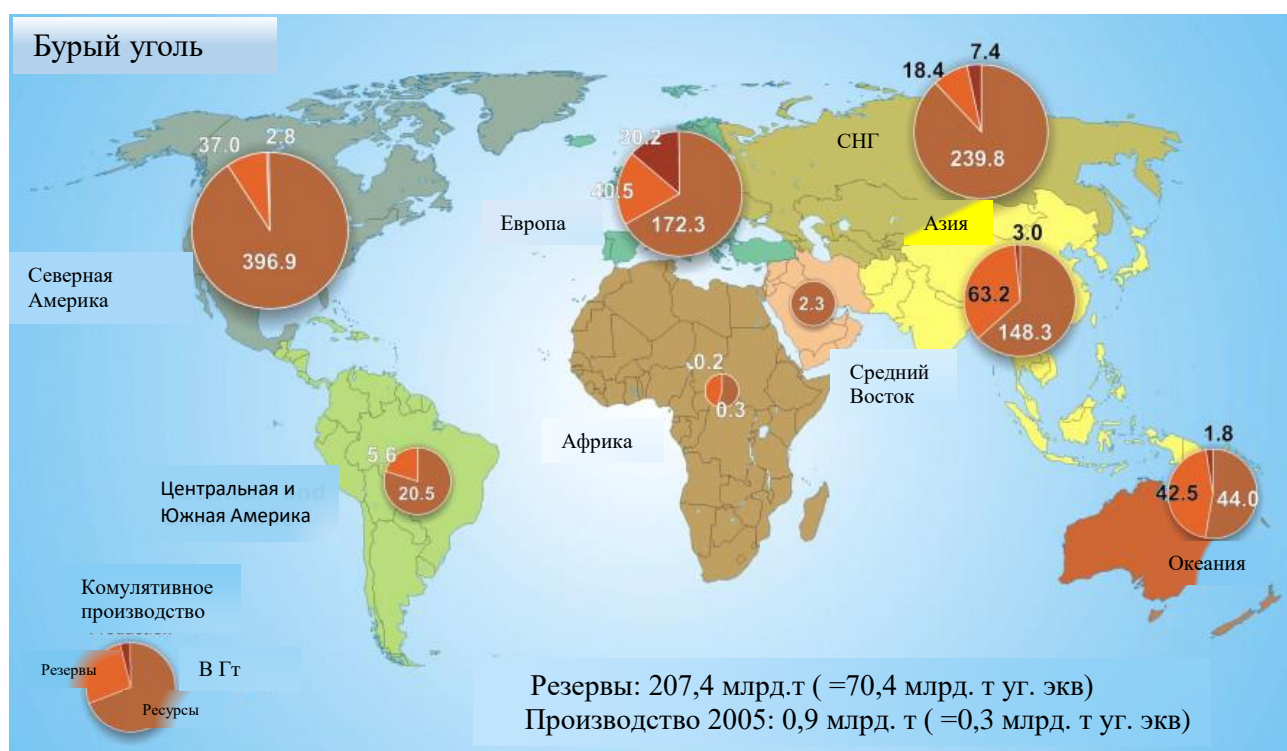 Бурый уголь
7.4
18.4
239.8
СНГ
37.0
2.8
396.9
30.2
40.5
172.3
Европа
Азия
3.0
63.2
148.3
Северная
Америка
2.3
Средний
Восток
0.2
0.3
Африка
1.8
42.5
44.0
Океания
5.6
20.5
Центральная и
Южная Америка
Комулятивное
производство
Резервы
В Гт
Ресурсы
Резервы: 207,4 млрд.т ( =70,4 млрд. т уг. экв)
Производство 2005: 0,9 млрд. т ( =0,3 млрд. т уг. экв)